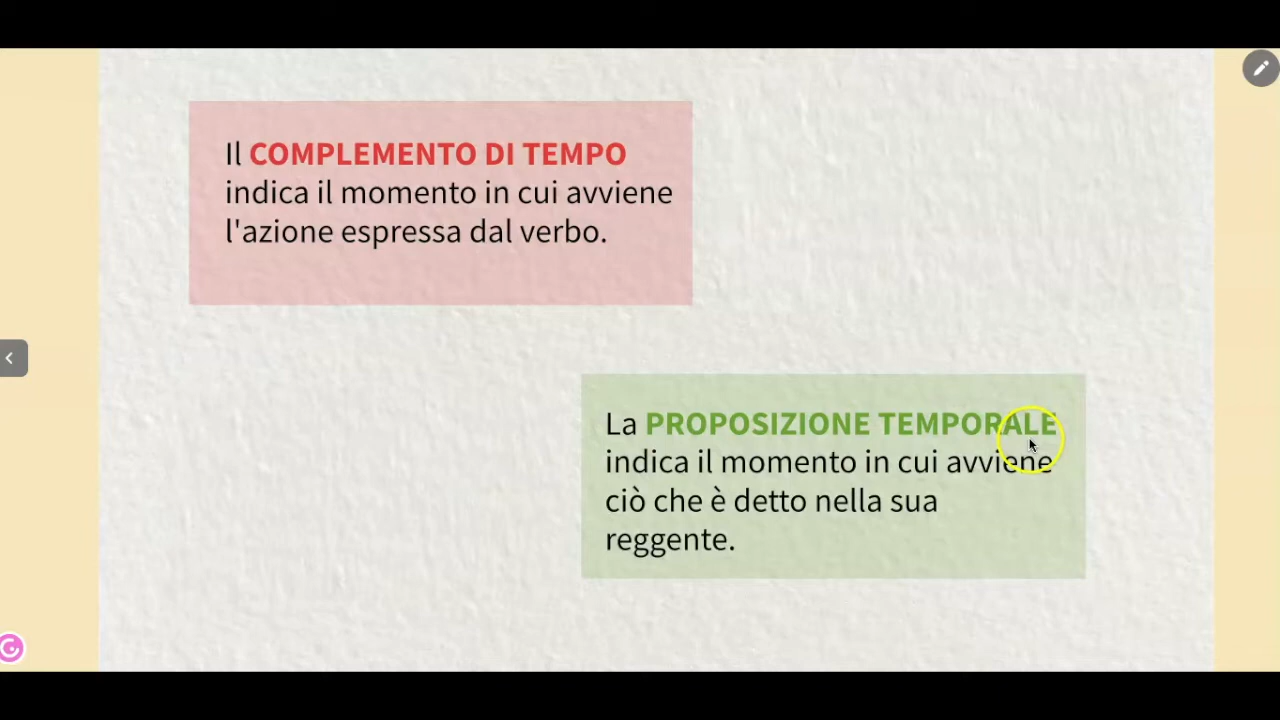 Il COMPLEMENTO DI TEMPO
indica il momento in cui avviene
l'azione espressa dal verbo.
La PROPOSIZIONE TEMPORALE
indica il momento in cui avviene
ciò che è detto nella sua
reggente.